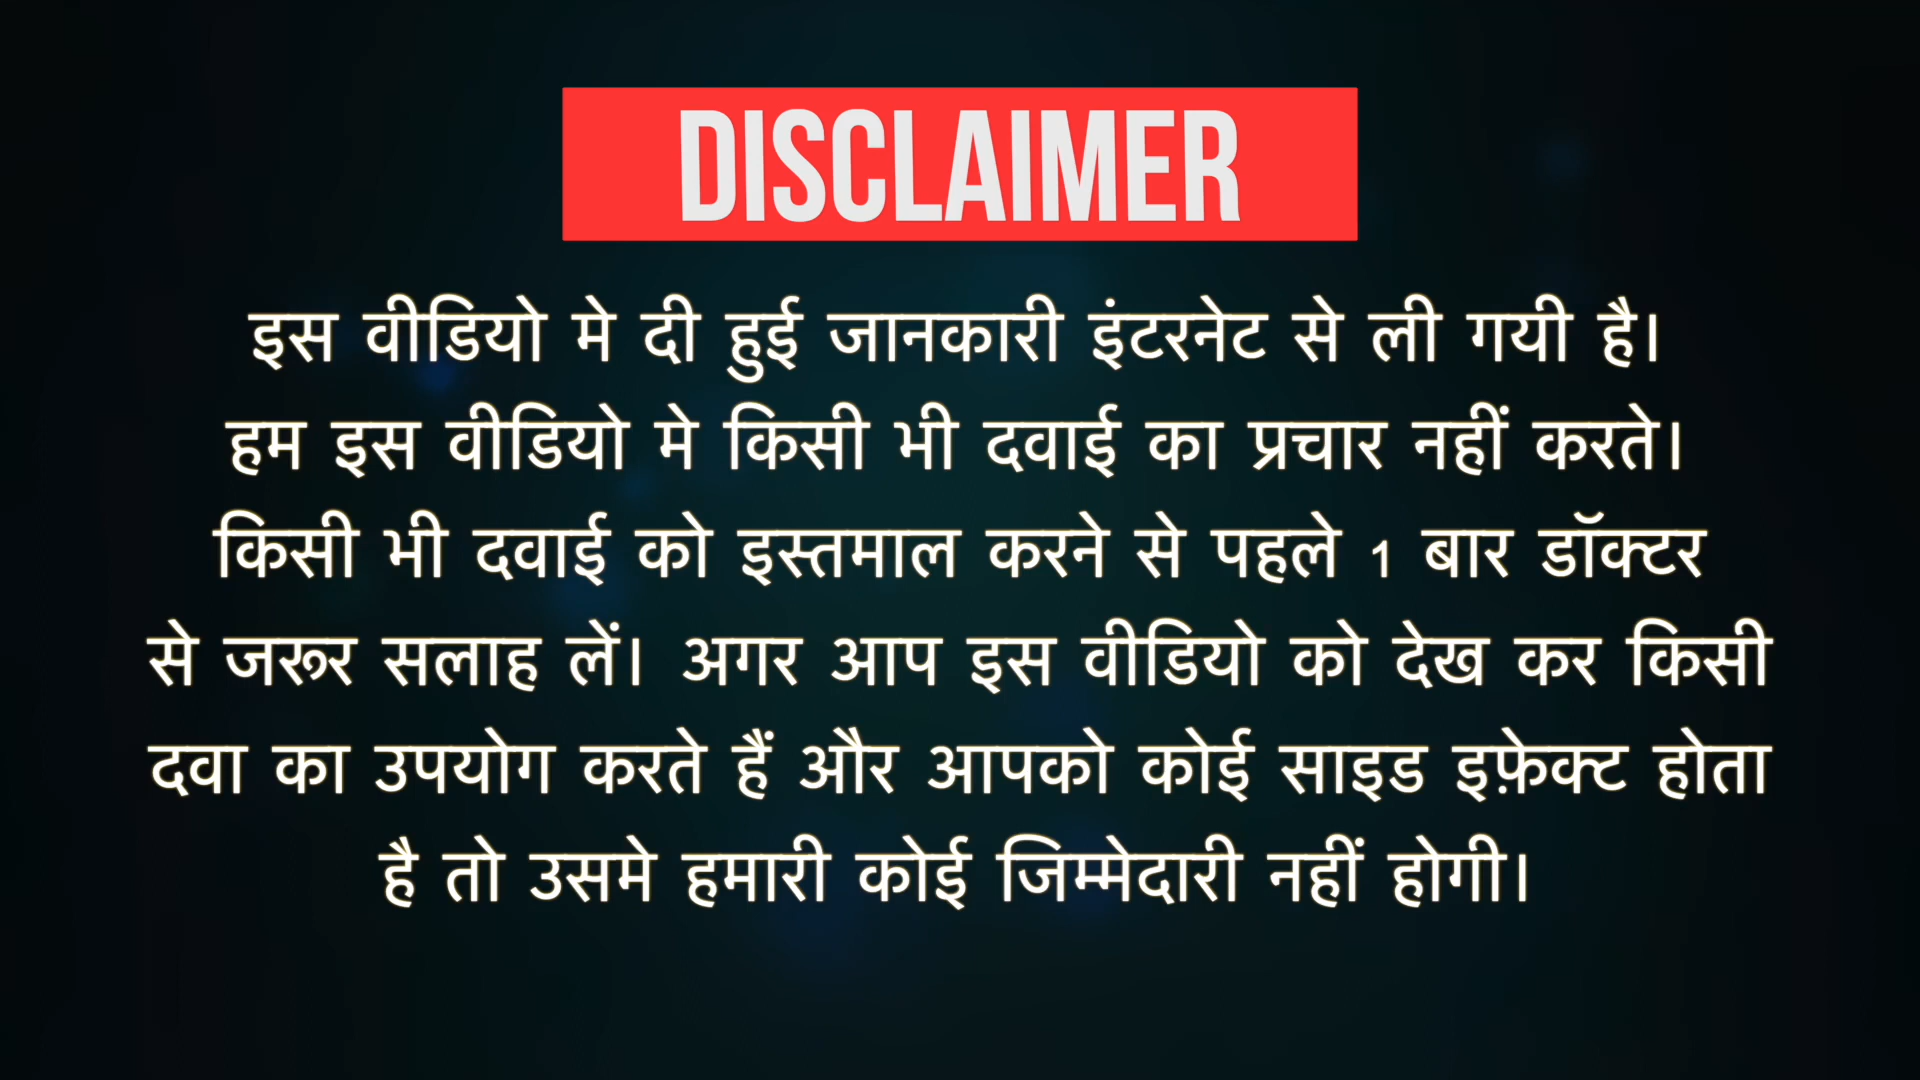 DISCLAIMER
इस वीडियो मे दी हुई जानकारी इंटरनेट से ली गयी है।
हम इस वीडियो मे किसी भी दवाई का प्रचार नहीं करते।
किसी भी दवाई को इस्तमाल करने से पहले 1 बार डॉक्टर
से जरूर सलाह लें। अगर आप इस वीडियो को देख कर किसी
दवा का उपयोग करते हैं और आपको कोई साइड इफ़ेक्ट होता
है तो उसमे हमारी कोई जिम्मेदारी नहीं होगी।